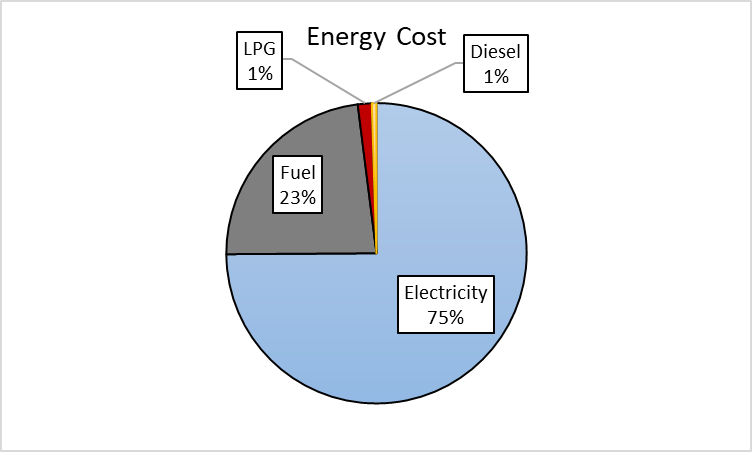 Energy Cost
LPG
1%
Diesel
1%
Fuel
23%
Electricity
75%